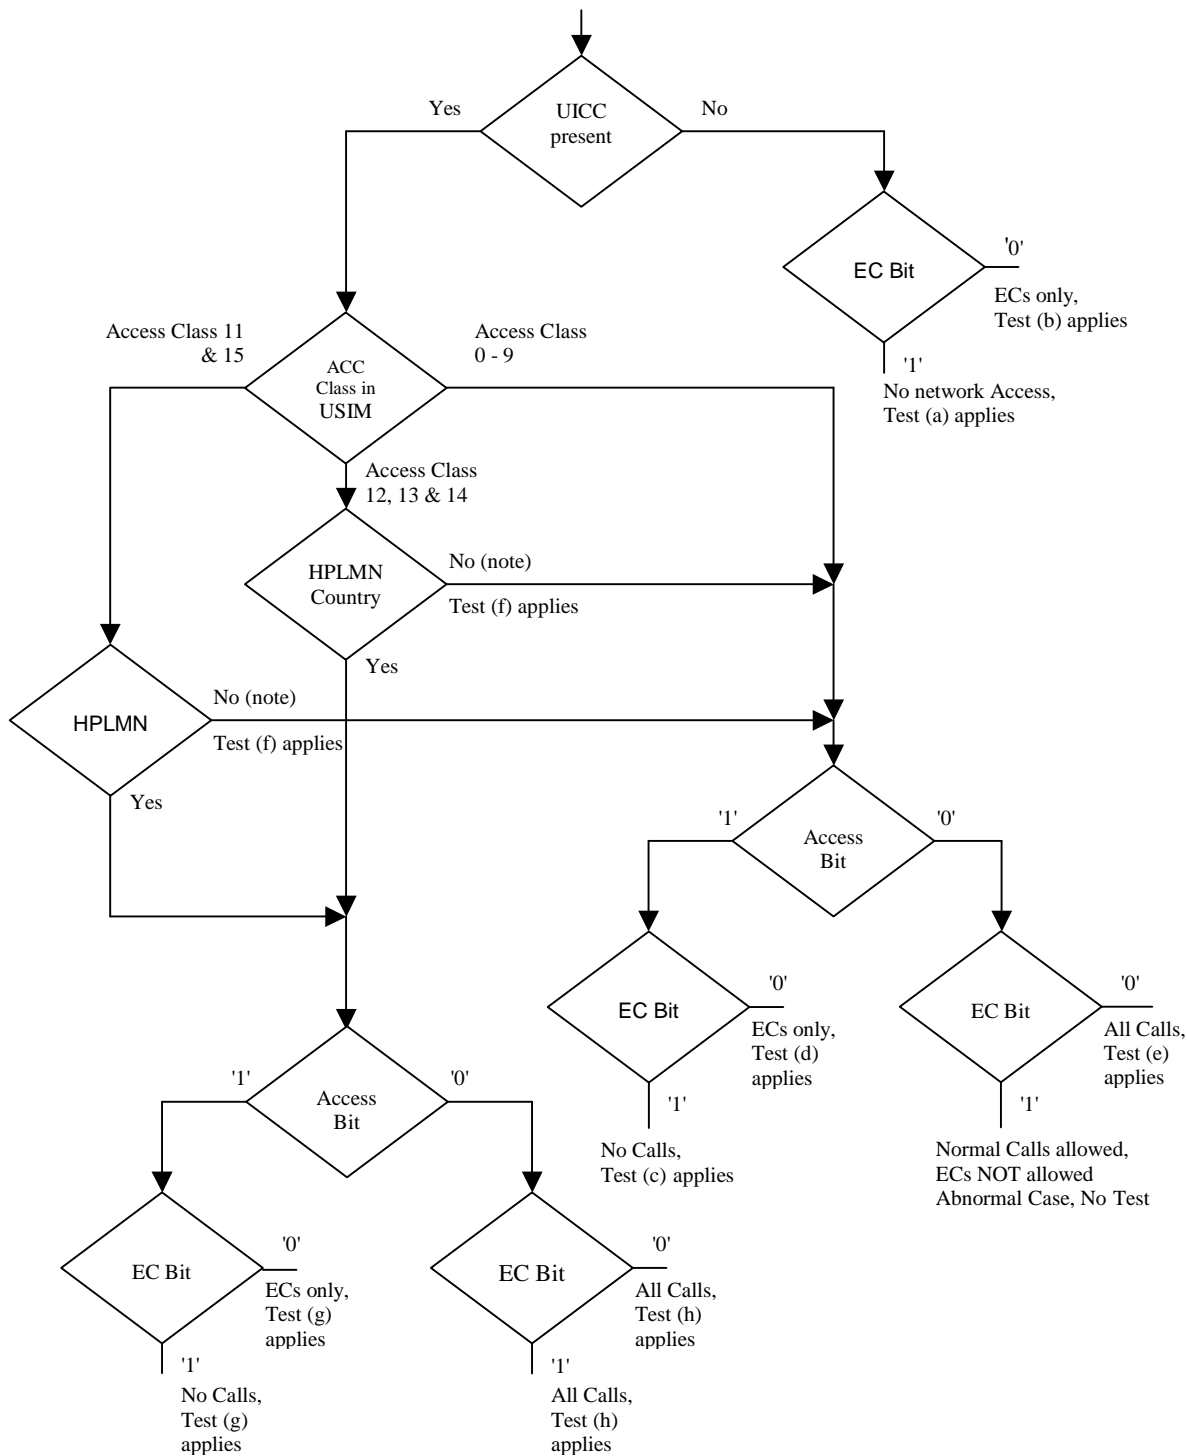 Yes
UICC
present
No
EC Bit
'0'
ECs only,
Test (b) applies
'1'
No network Access,
Test (a) applies
Access Class 11
& 15
ACC
Class in
USIM
Access Class
0 - 9
Access Class
12, 13 & 14
HPLMN
Country
No (note)
Test (f) applies
Yes
HPLMN
No (note)
Test (f) applies
Yes
'1'
Access
Bit
'0'
EC Bit
'0'
ECs only,
Test (d)
applies
'1'
No Calls,
Test (c) applies
EC Bit
'0'
All Calls,
Test (e)
applies
'1'
Normal Calls allowed,
ECs NOT allowed
Abnormal Case, No Test
'1'
Access
Bit
'0'
EC Bit
'0'
ECs only,
Test (g)
applies
'1'
No Calls,
Test (g)
applies
EC Bit
'0'
All Calls,
Test (h)
applies
'1'
All Calls,
Test (h)
applies